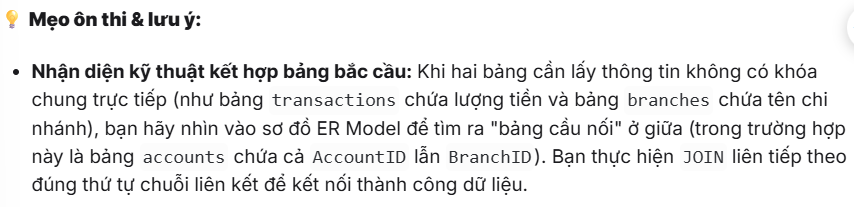 💡 Mẹo ôn thi & lưu ý:
• Nhận diện kỹ thuật kết hợp bảng bắc cầu: Khi hai bảng cần lấy thông tin không có khóa
chung trực tiếp (như bảng transactions chứa lượng tiền và bảng branches chứa tên chi
nhánh), bạn hãy nhìn vào sơ đồ ER Model để tìm ra "bảng cầu nối" ở giữa (trong trường hợp
này là bảng accounts chứa cả AccountID lẫn BranchID). Bạn thực hiện JOIN liên tiếp theo
đúng thứ tự chuỗi liên kết để kết nối thành công dữ liệu.